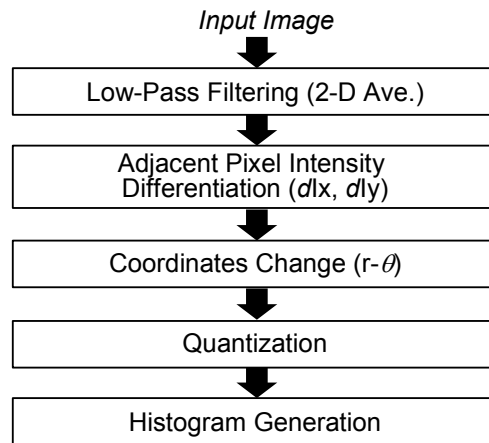 Input Image
Low-Pass Filtering (2-D Ave.)
Adjacent Pixel Intensity
Differentiation (dIx, dIy)
Coordinates Change (r-θ)
Quantization
Histogram Generation